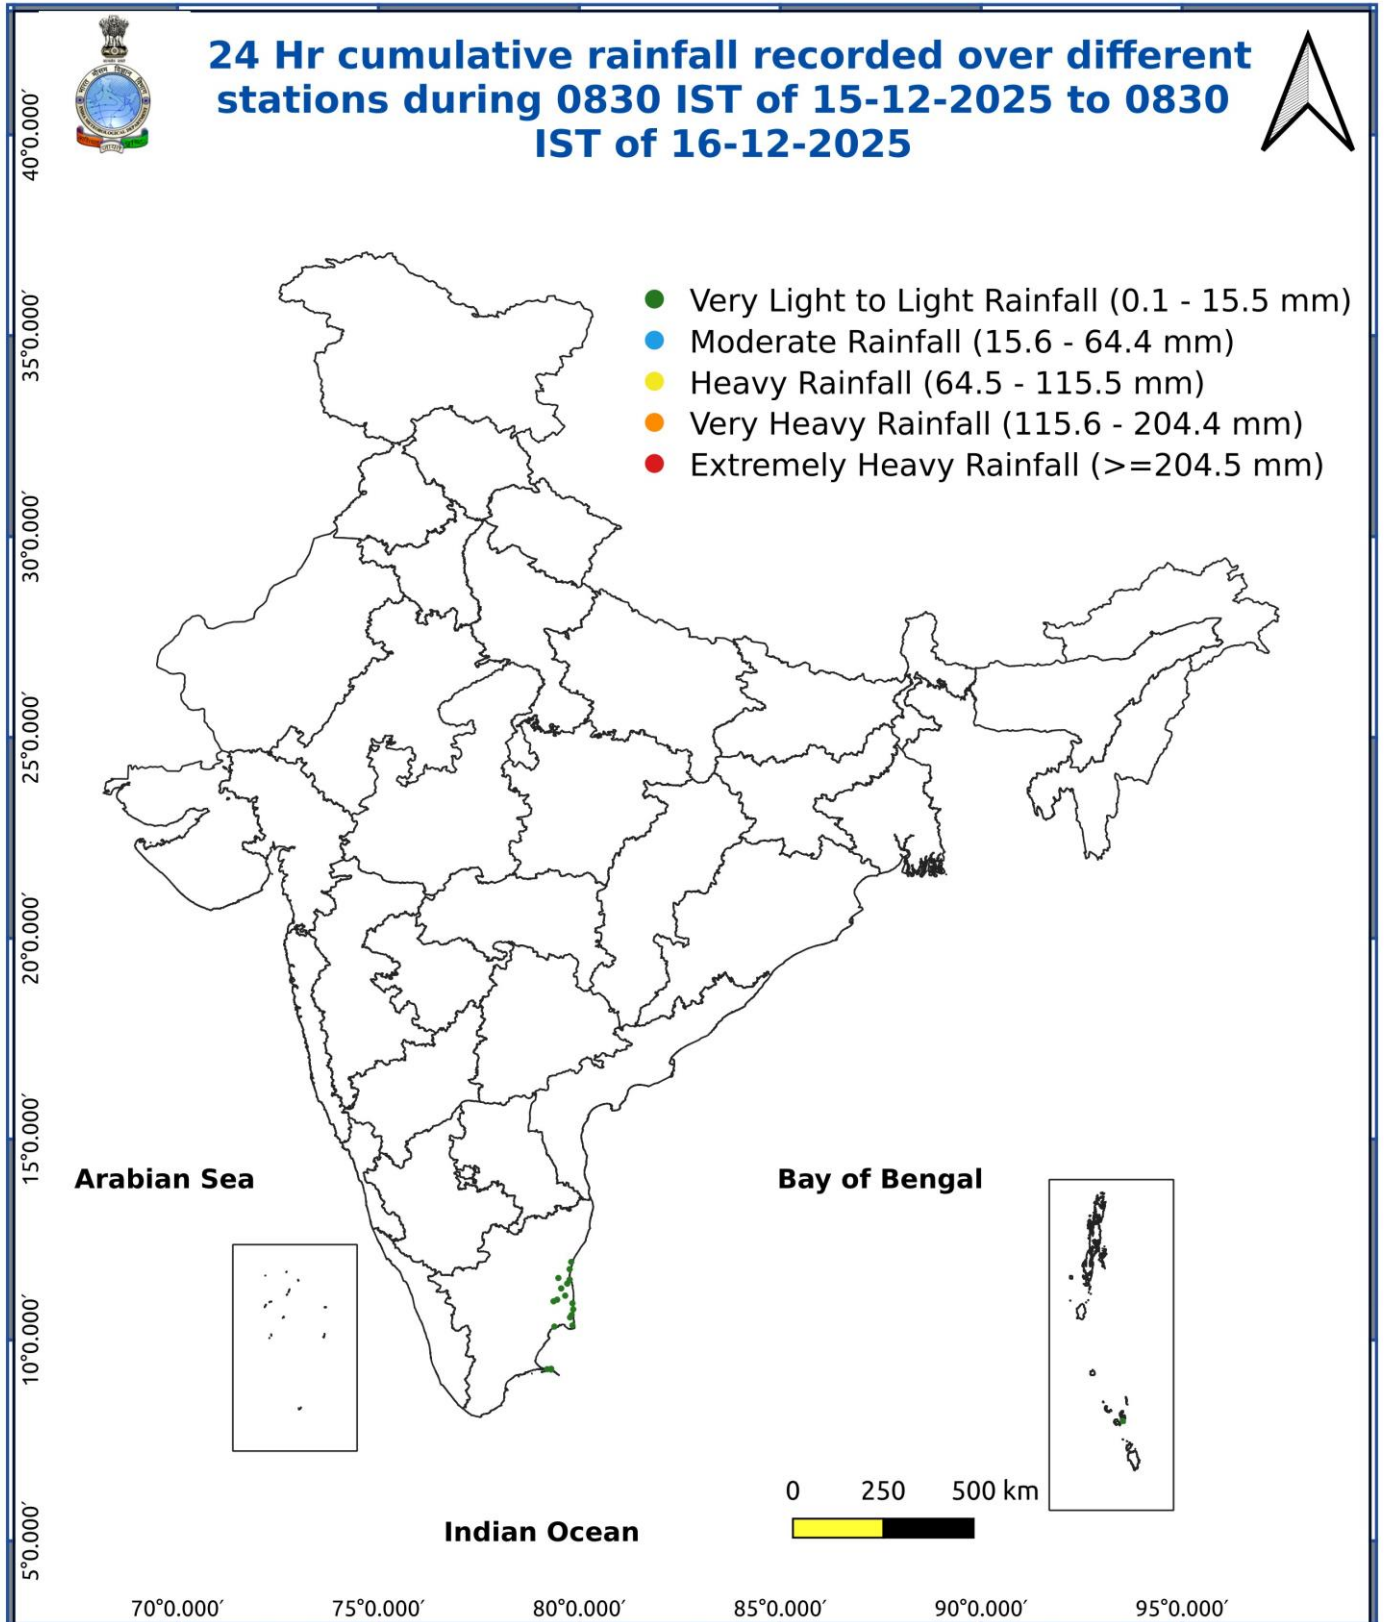 24 Hr cumulative rainfall recorded over different
stations during 0830 IST of 15-12-2025 to 0830
IST of 16-12-2025
Very Light to Light Rainfall (0.1 - 15.5 mm)
Moderate Rainfall (15.6 - 64.4 mm)
Heavy Rainfall (64.5 - 115.5 mm)
Very Heavy Rainfall (115.6 - 204.4 mm)
Extremely Heavy Rainfall (>=204.5 mm)
40°0.000′
35°0.000′
30°0.000′
25°0.000′
20°0.000′
15°0.000′
10°0.000′
5°0.000′
Arabian Sea
Bay of Bengal
0 250 500 km
Indian Ocean
70°0.000′ 75°0.000′ 80°0.000′ 85°0.000′ 90°0.000′ 95°0.000′